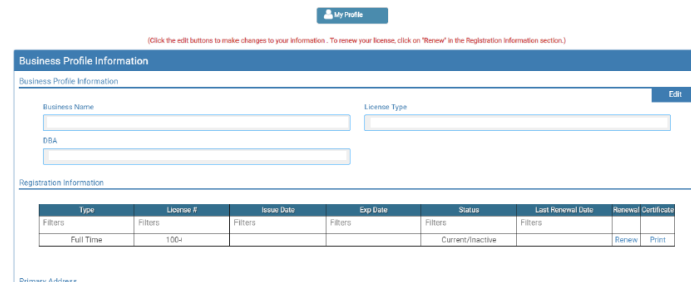 My Profile
(Click the edit buttons to make changes to your information . To renew your license, click on "Renew" in the Registration Information section.)
Business Profile Information
Business Profile Information
Edit
Business Name License Type
DBA
Registration Information
Type License # Issue Date Exp Date Status Last Renewal Date Renewal Certificate
Filters Filters Filters Filters Filters Filters
Full Time 100- Current/Inactive Renew Print
Primary Address